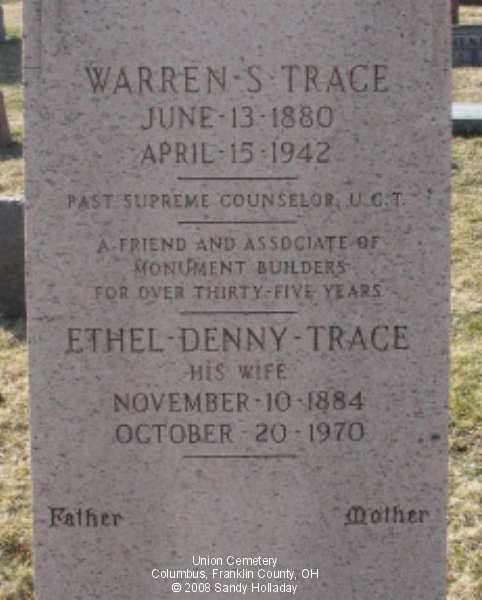 WARREN-S-TRACE
JUNE-13-1880
APRIL-15-1942
PAST SUPREME COUNSELOR, U.C.T.
A FRIEND AND ASSOCIATE OF
MONUMENT BUILDERS
FOR OVER THIRTY-FIVE YEARS
ETHEL-DENNY-TRACE
HIS WIFE
NOVEMBER-10-1884
OCTOBER-20-1970
Father Mother
Union Cemetery
Columbus, Franklin County, OH
© 2008 Sandy Holladay